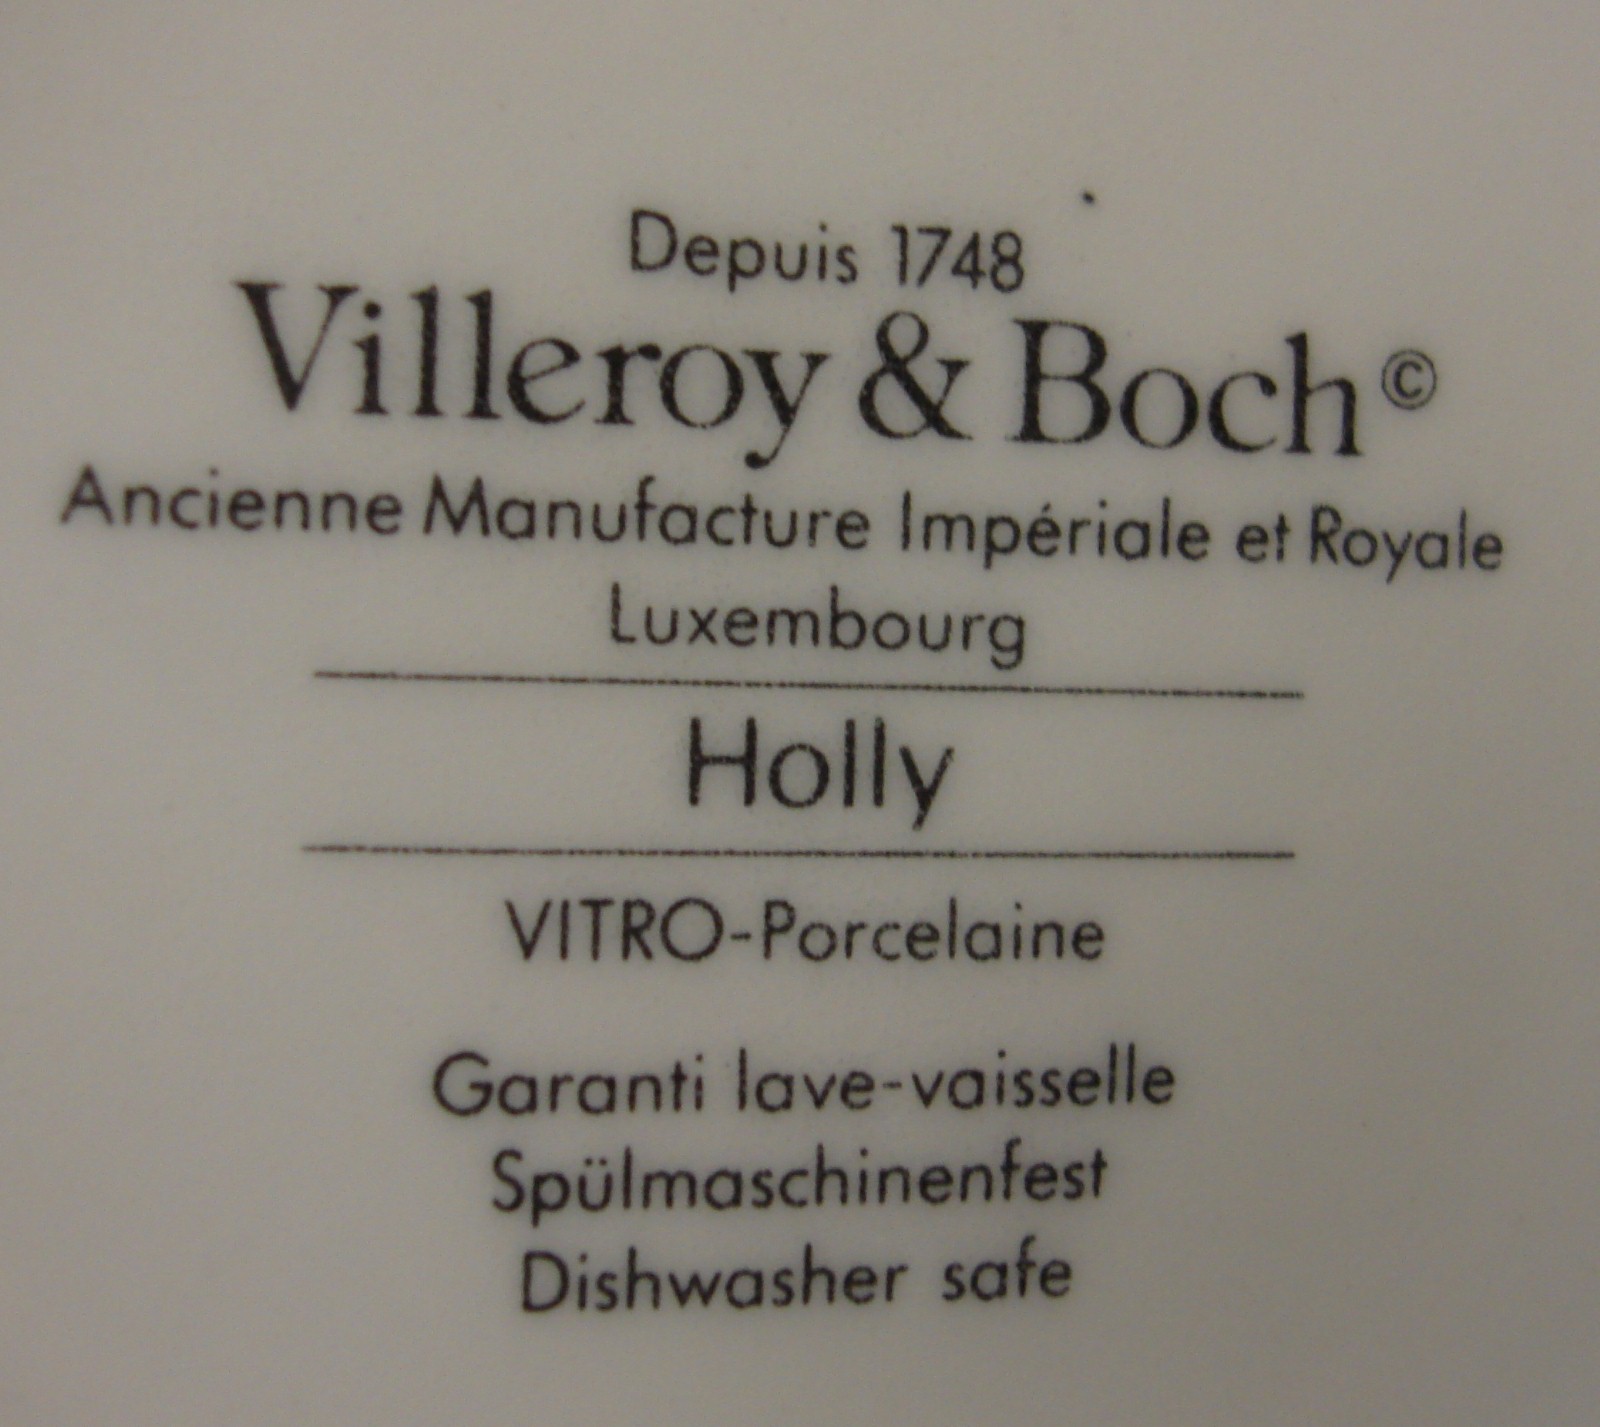 Depuis 1748
Villeroy & Boch©
Ancienne Manufacture Impériale et Royale
Luxembourg
Holly
VITRO-Porcelaine
Garanti lave-vaisselle
Spülmaschinenfest
Dishwasher safe